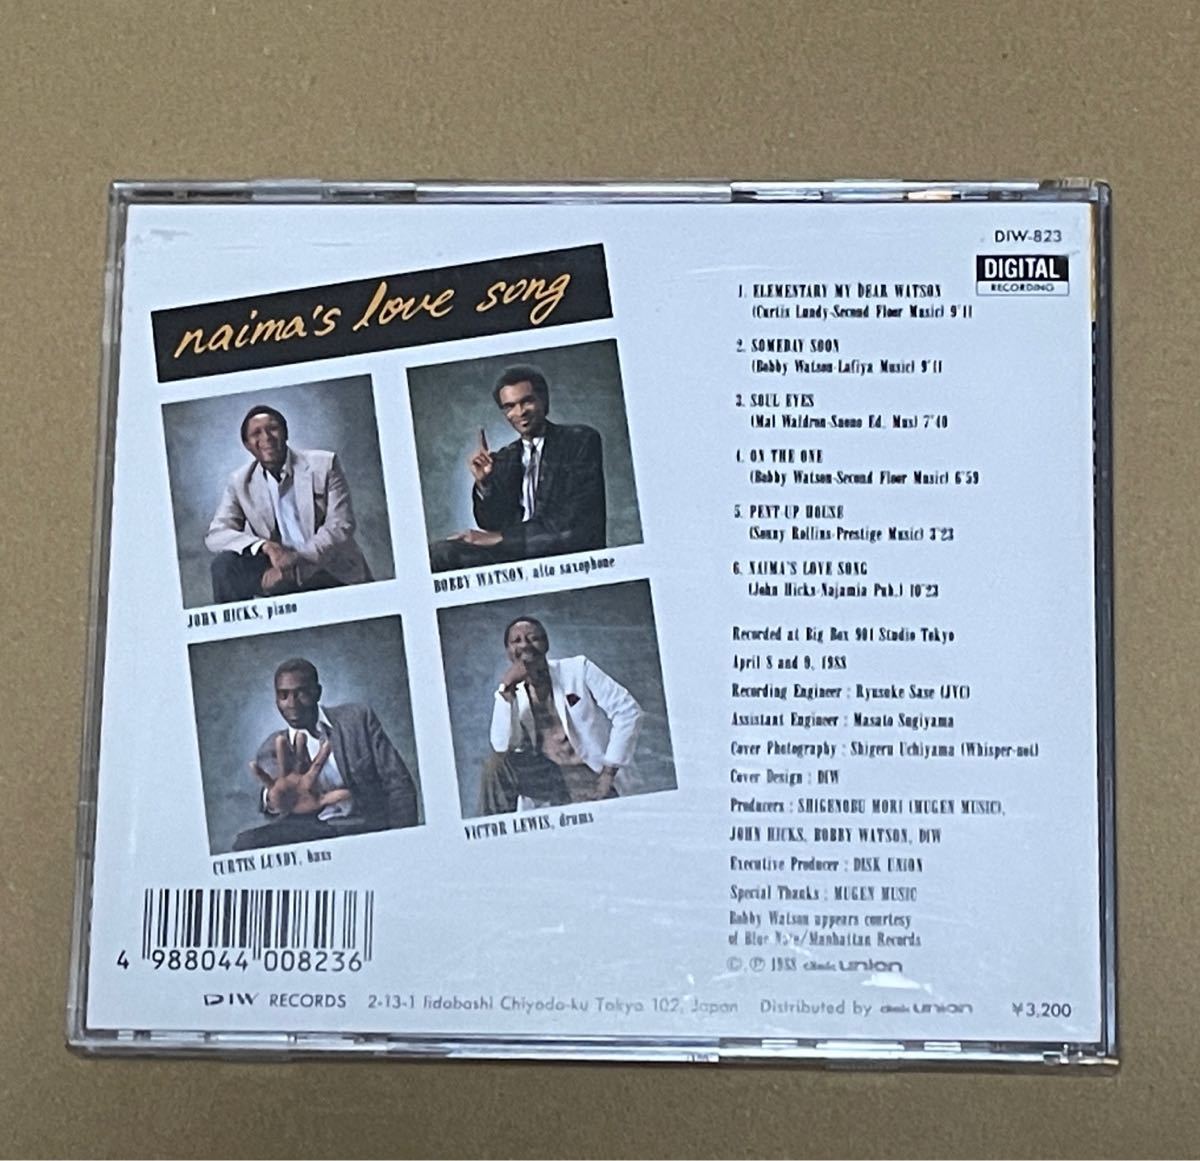 DIW-823
DIGITAL
RECORDING
naima's love song
JOHN HICKS, piano
BOBBY WATSON, alto saxophone
CURTIS LUNDY, bass
VICTOR LEWIS, drums
1. ELEMENTARY MY DEAR WATSON
(Curtis Lundy-Second Floor Music) 9'11
2. SOMEDAY SOON
(Bobby Watson-Lafiya Music) 9'11
3. SOUL EYES
(Mal Waldron-Sueno Ed. Mus) 7'40
4. ON THE ONE
(Bobby Watson-Second Floor Music) 6'59
5. PENT-UP HOUSE
(Sonny Rollins-Prestige Music) 3'23
6. NAIMA'S LOVE SONG
(John Hicks-Najamia Pub.) 10'23
Recorded at Big Box 901 Studio Tokyo
April 8 and 9, 1988
Recording Engineer : Ryusuke Sase (JVC)
Assistant Engineer : Masato Sugiyama
Cover Photography : Shigeru Uchiyama (Whisper-not)
Cover Design : DIW
Producers : SHIGENOBU MORI (MUGEN MUSIC),
JOHN HICKS, BOBBY WATSON, DIW
Executive Producer : DISK UNION
Special Thanks : MUGEN MUSIC
Bobby Watson appears courtesy
of Blue Note/Manhattan Records
©,℗ 1988 disk union
4 988044 008236
DIW RECORDS 2-13-1 Iidabashi Chiyoda-ku Tokyo 102, Japan Distributed by disk union ¥3,200